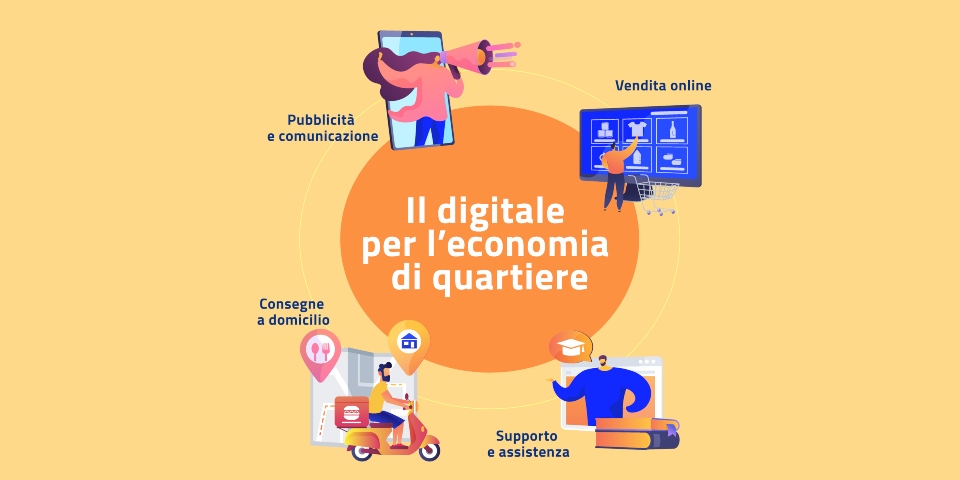 Vendita online
Pubblicità
e comunicazione
Il digitale
per l'economia
di quartiere
Consegne
a domicilio
Supporto
e assistenza